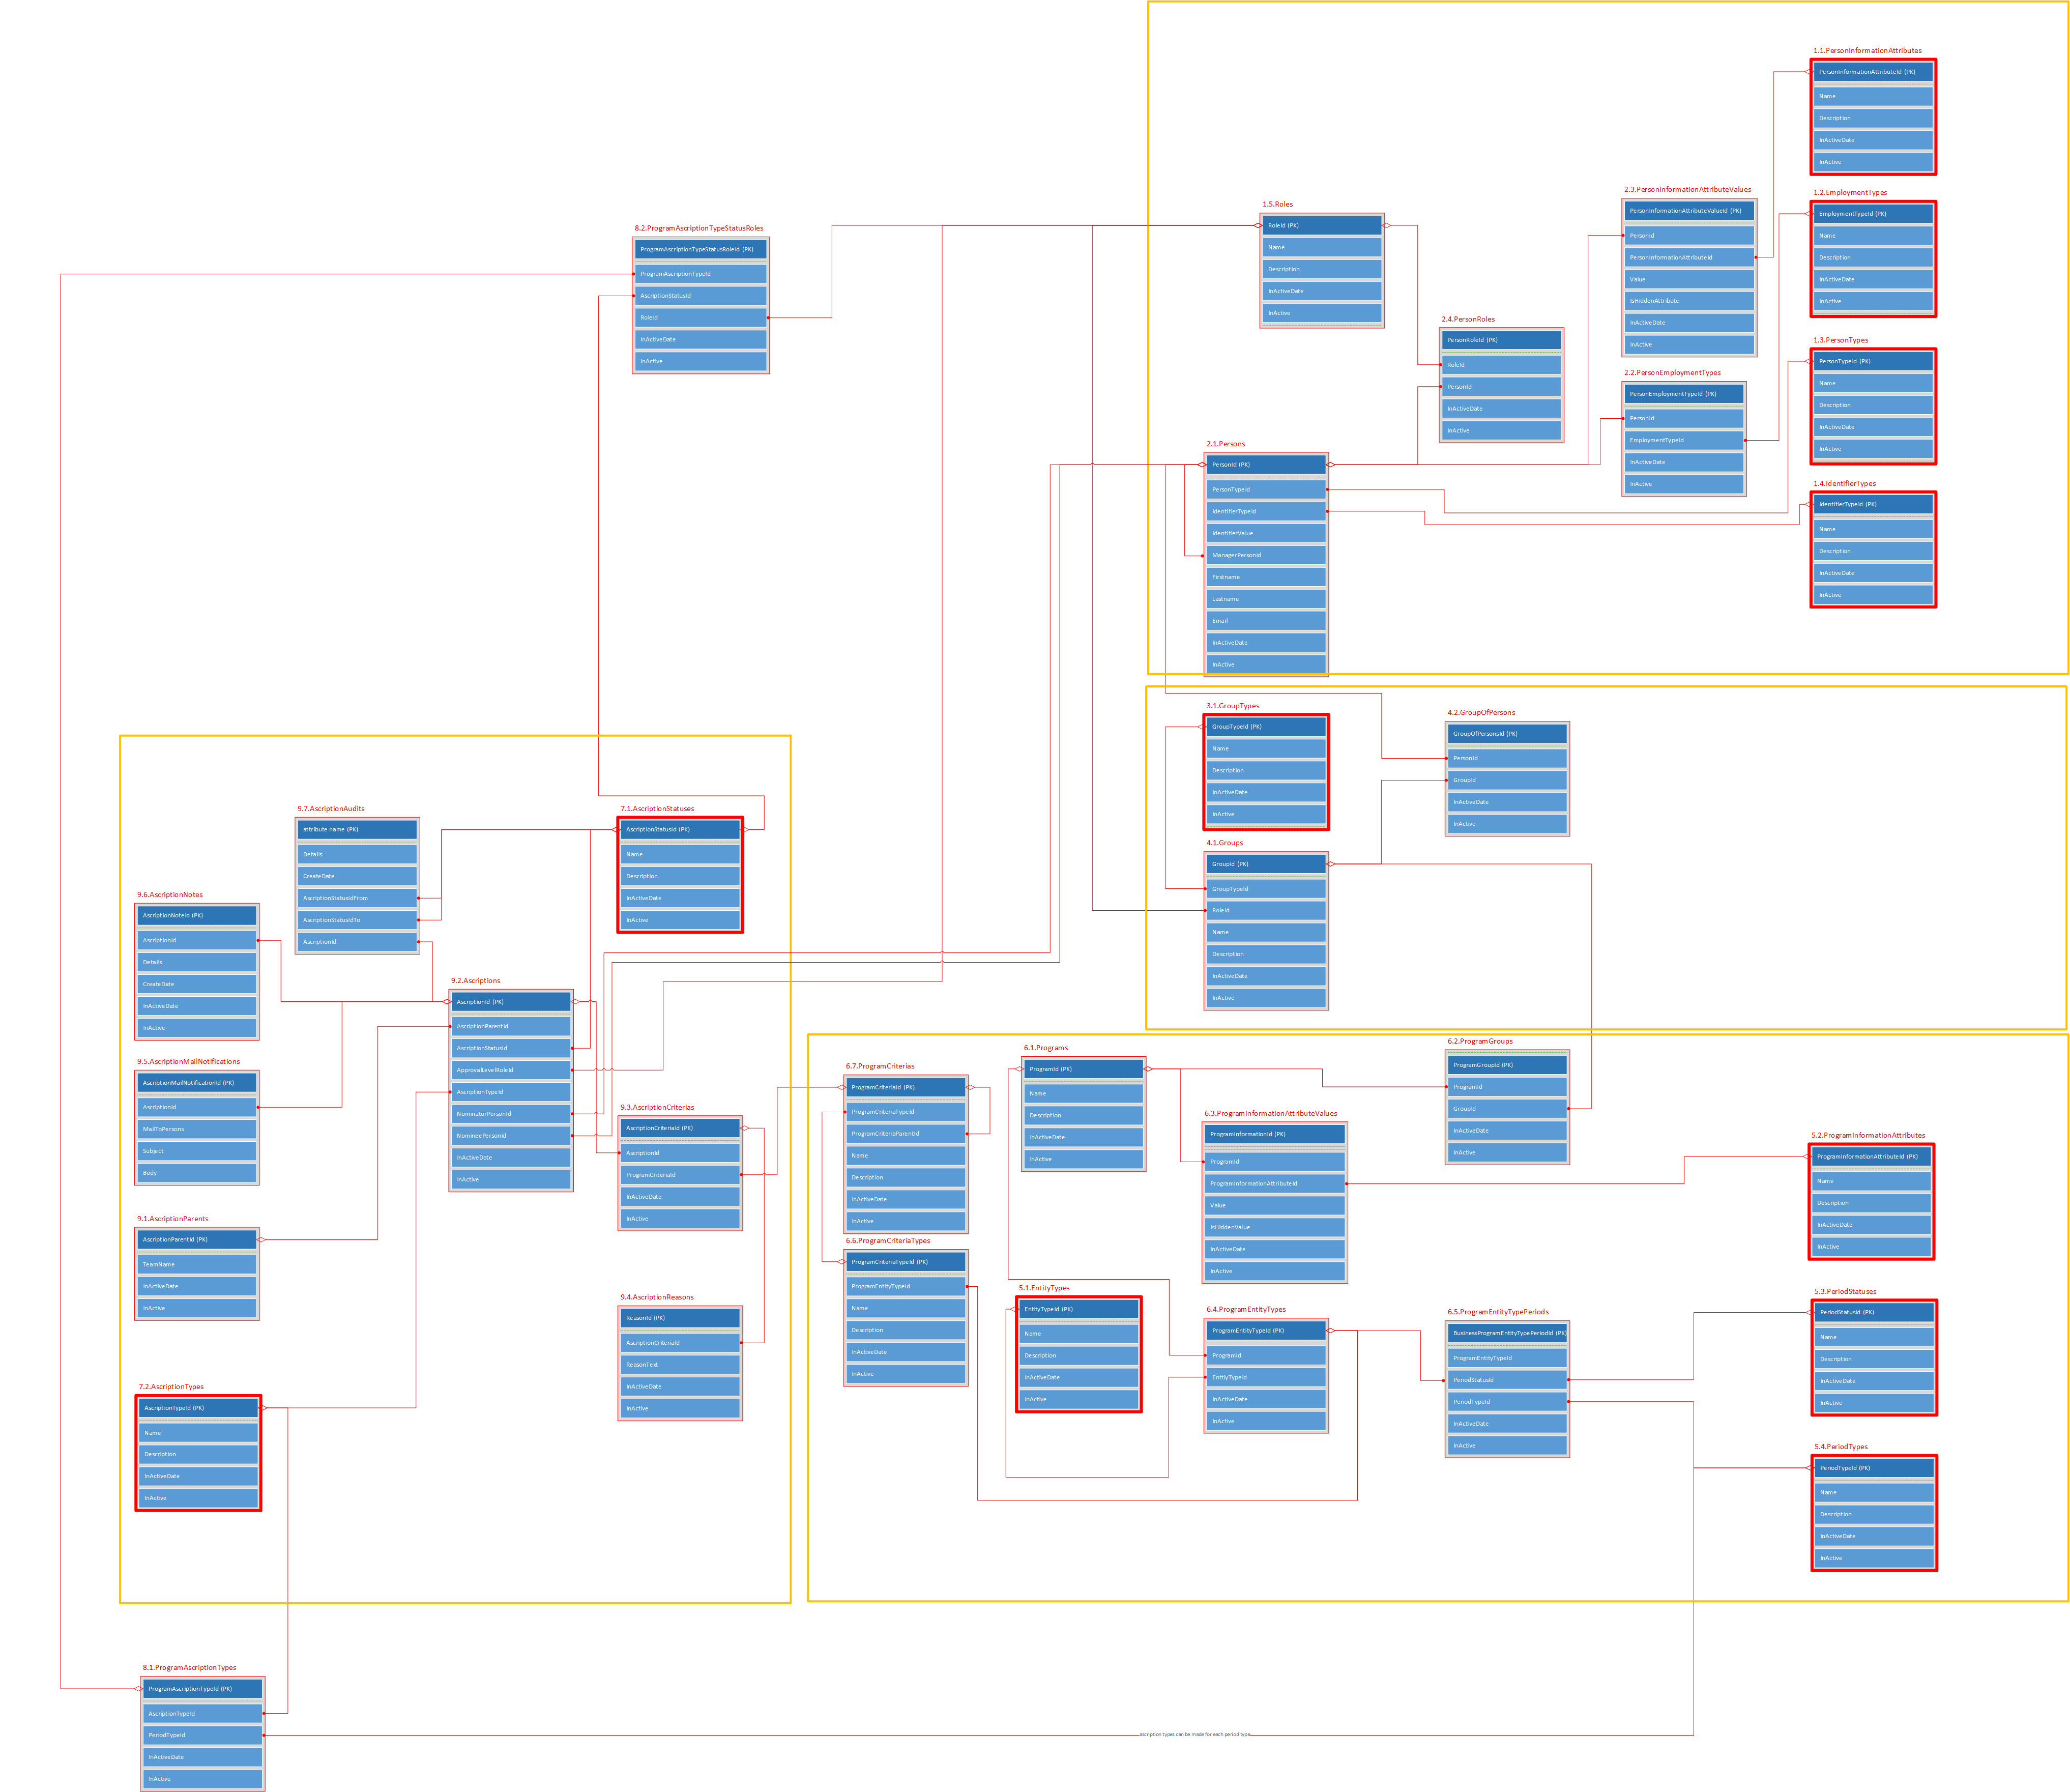 1.1.PersonInformationAttributes
PersonInformationAttributeId (PK)
Name
Description
InActiveDate
InActive
1.2.EmploymentTypes
EmploymentTypeId (PK)
Name
Description
InActiveDate
InActive
1.3.PersonTypes
PersonTypeId (PK)
Name
Description
InActiveDate
InActive
1.4.IdentifierTypes
IdentifierTypeId (PK)
Name
Description
InActiveDate
InActive
2.3.PersonInformationAttributeValues
PersonInformationAttributeValueId (PK)
PersonId
PersonInformationAttributeId
Value
IsHiddenAttribute
InActiveDate
InActive
2.2.PersonEmploymentTypes
PersonEmploymentTypeId (PK)
PersonId
EmploymentTypeId
InActiveDate
InActive
1.5.Roles
RoleId (PK)
Name
Description
InActiveDate
InActive
2.4.PersonRoles
PersonRoleId (PK)
RoleId
PersonId
InActiveDate
InActive
2.1.Persons
PersonId (PK)
PersonTypeId
IdentifierTypeId
IdentifierValue
ManagerPersonId
Firstname
Lastname
Email
InActiveDate
InActive
8.2.ProgramAscriptionTypeStatusRoles
ProgramAscriptionTypeStatusRoleId (PK)
ProgramAscriptionTypeId
AscriptionStatusId
RoleId
InActiveDate
InActive
3.1.GroupTypes
GroupTypeId (PK)
Name
Description
InActiveDate
InActive
4.2.GroupOfPersons
GroupOfPersonsId (PK)
PersonId
GroupId
InActiveDate
InActive
4.1.Groups
GroupId (PK)
GroupTypeId
RoleId
Name
Description
InActiveDate
InActive
9.7.AscriptionAudits
attribute name (PK)
Details
CreateDate
AscriptionStatusIdFrom
AscriptionStatusIdTo
AscriptionId
7.1.AscriptionStatuses
AscriptionStatusId (PK)
Name
Description
InActiveDate
InActive
9.6.AscriptionNotes
AscriptionNoteId (PK)
AscriptionId
Details
CreateDate
InActiveDate
InActive
9.2.Ascriptions
AscriptionId (PK)
AscriptionParentId
AscriptionStatusId
ApprovalLevelRoleId
AscriptionTypeId
NominatorPersonId
NomineePersonId
InActiveDate
InActive
9.5.AscriptionMailNotifications
AscriptionMailNotificationId (PK)
AscriptionId
MailToPersons
Subject
Body
9.3.AscriptionCriterias
AscriptionCriteriaId (PK)
AscriptionId
ProgramCriteriaId
InActiveDate
InActive
9.1.AscriptionParents
AscriptionParentId (PK)
TeamName
InActiveDate
InActive
9.4.AscriptionReasons
ReasonId (PK)
AscriptionCriteriaId
ReasonText
InActiveDate
InActive
7.2.AscriptionTypes
AscriptionTypeId (PK)
Name
Description
InActiveDate
InActive
6.7.ProgramCriterias
ProgramCriteriaId (PK)
ProgramCriteriaTypeId
ProgramCriteriaParentId
Name
Description
InActiveDate
InActive
6.6.ProgramCriteriaTypes
ProgramCriteriaTypeId (PK)
ProgramEntityTypeId
Name
Description
InActiveDate
InActive
6.1.Programs
ProgramId (PK)
Name
Description
InActiveDate
InActive
5.1.EntityTypes
EntityTypeId (PK)
Name
Description
InActiveDate
InActive
6.3.ProgramInformationAttributeValues
ProgramInformationId (PK)
ProgramId
ProgramInformationAttributeId
Value
IsHiddenValue
InActiveDate
InActive
6.4.ProgramEntityTypes
ProgramEntityTypeId (PK)
ProgramId
EntityTypeId
InActiveDate
InActive
6.2.ProgramGroups
ProgramGroupId (PK)
ProgramId
GroupId
InActiveDate
InActive
6.5.ProgramEntityTypePeriods
BusinessProgramEntityTypePeriodId (PK)
ProgramEntityTypeId
PeriodStatusId
PeriodTypeId
InActiveDate
InActive
5.2.ProgramInformationAttributes
ProgramInformationAttributeId (PK)
Name
Description
InActiveDate
InActive
5.3.PeriodStatuses
PeriodStatusId (PK)
Name
Description
InActiveDate
InActive
5.4.PeriodTypes
PeriodTypeId (PK)
Name
Description
InActiveDate
InActive
8.1.ProgramAscriptionTypes
ProgramAscriptionTypeId (PK)
AscriptionTypeId
PeriodTypeId
InActiveDate
InActive
ascription types can be made for each period type